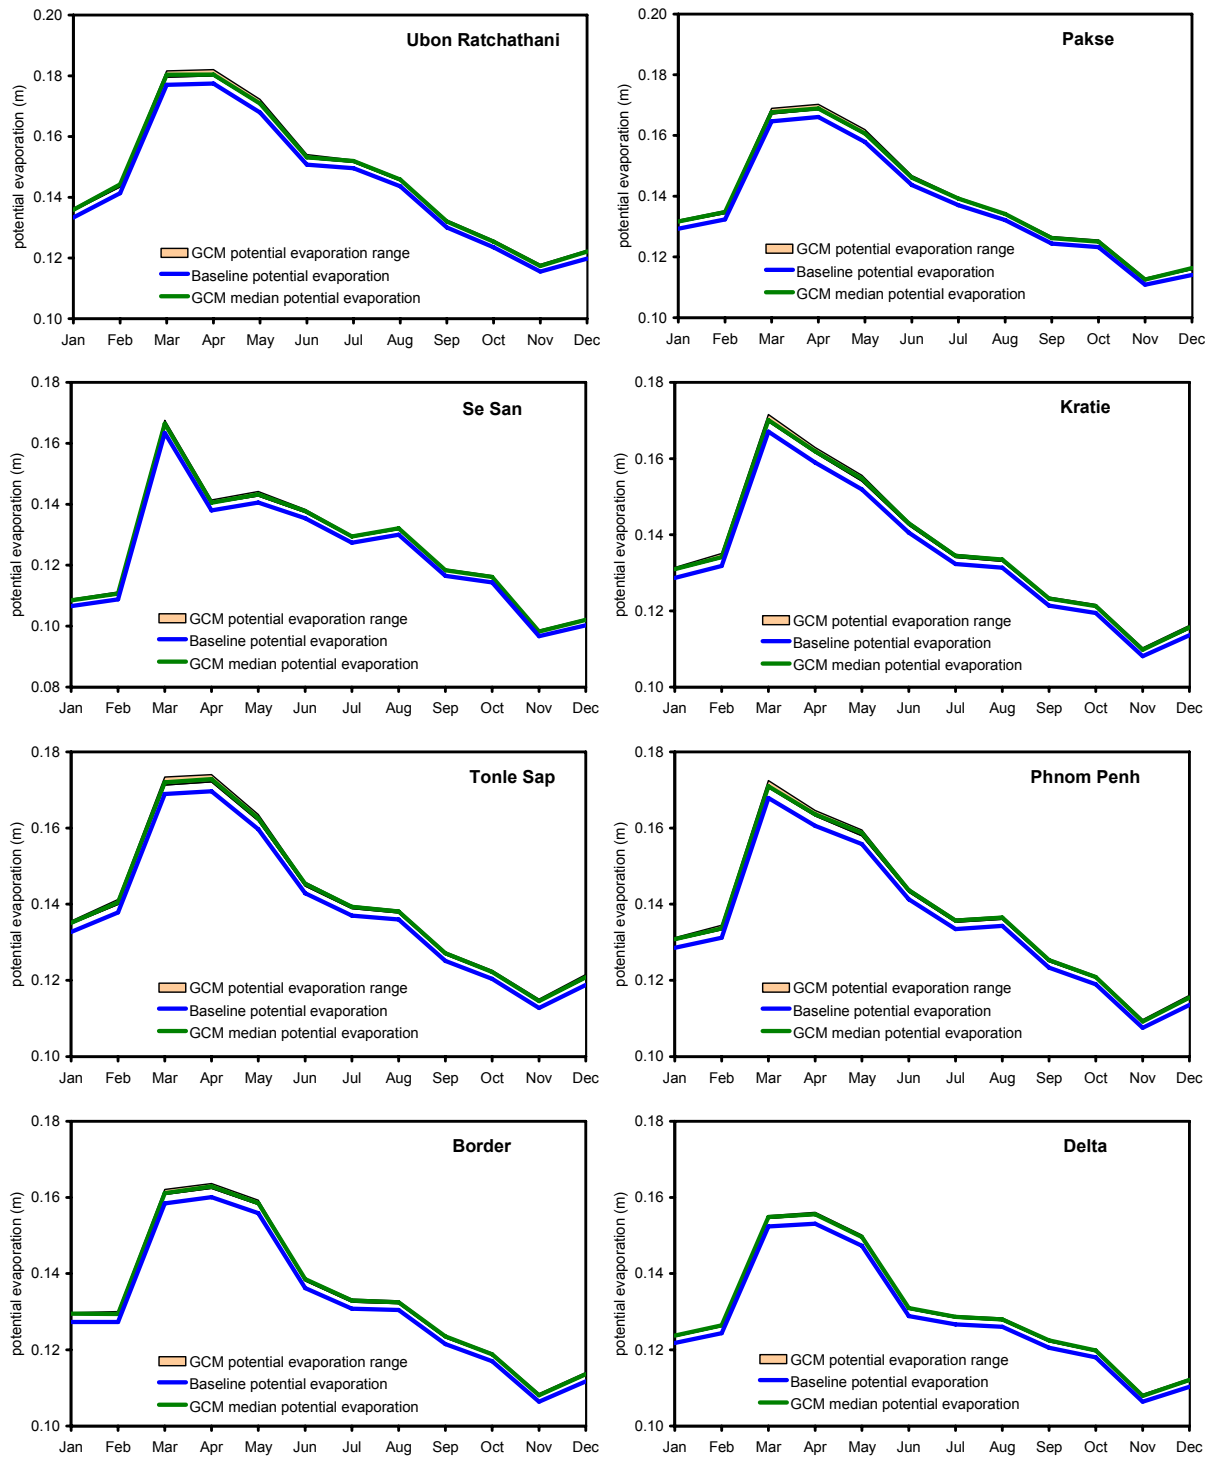 Ubon Ratchathani
potential evaporation (m)
0.20
0.18
0.16
0.14
0.12
0.10
GCM potential evaporation range
Baseline potential evaporation
GCM median potential evaporation
Jan Feb Mar Apr May Jun Jul Aug Sep Oct Nov Dec
Pakse
potential evaporation (m)
0.20
0.18
0.16
0.14
0.12
0.10
GCM potential evaporation range
Baseline potential evaporation
GCM median potential evaporation
Jan Feb Mar Apr May Jun Jul Aug Sep Oct Nov Dec
Se San
potential evaporation (m)
0.18
0.16
0.14
0.12
0.10
0.08
GCM potential evaporation range
Baseline potential evaporation
GCM median potential evaporation
Jan Feb Mar Apr May Jun Jul Aug Sep Oct Nov Dec
Kratie
potential evaporation (m)
0.18
0.16
0.14
0.12
0.10
GCM potential evaporation range
Baseline potential evaporation
GCM median potential evaporation
Jan Feb Mar Apr May Jun Jul Aug Sep Oct Nov Dec
Tonle Sap
potential evaporation (m)
0.18
0.16
0.14
0.12
0.10
GCM potential evaporation range
Baseline potential evaporation
GCM median potential evaporation
Jan Feb Mar Apr May Jun Jul Aug Sep Oct Nov Dec
Phnom Penh
potential evaporation (m)
0.18
0.16
0.14
0.12
0.10
GCM potential evaporation range
Baseline potential evaporation
GCM median potential evaporation
Jan Feb Mar Apr May Jun Jul Aug Sep Oct Nov Dec
Border
potential evaporation (m)
0.18
0.16
0.14
0.12
0.10
GCM potential evaporation range
Baseline potential evaporation
GCM median potential evaporation
Jan Feb Mar Apr May Jun Jul Aug Sep Oct Nov Dec
Delta
potential evaporation (m)
0.18
0.16
0.14
0.12
0.10
GCM potential evaporation range
Baseline potential evaporation
GCM median potential evaporation
Jan Feb Mar Apr May Jun Jul Aug Sep Oct Nov Dec